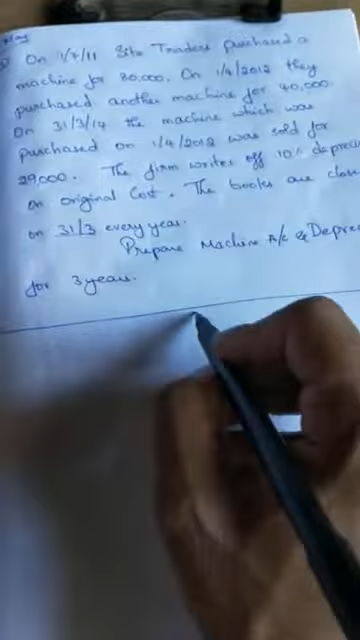 On 1/4/11 Site Traders purchased a
machine for 80,000. On 1/4/2012 they
purchased another machine for 40,000.
On 31/3/14 the machine which was
purchased on 1/4/2012 was sold for
29,000. The firm writes off 10% deprec
on original Cost. The books are clos
on 31/3 every year.
Prepare Machine A/c & Depre
for 3 years.